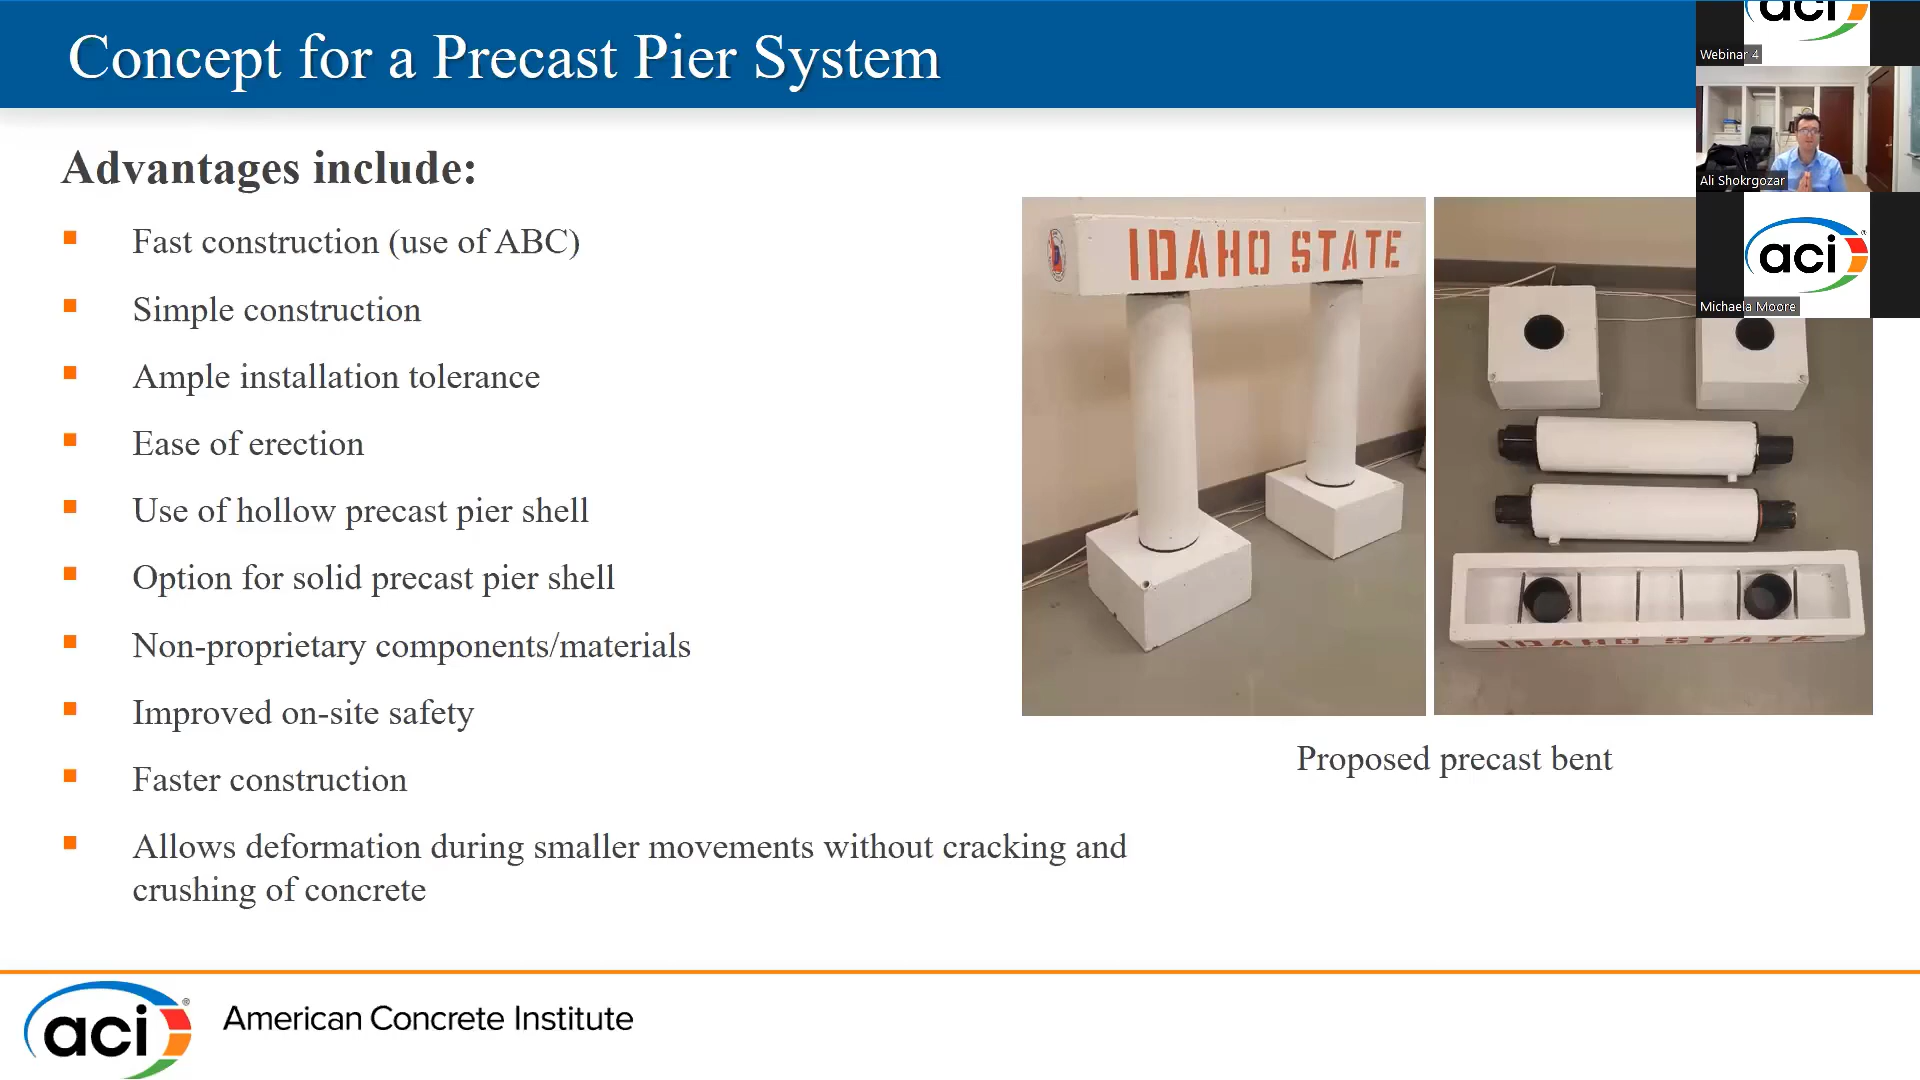 Concept for a Precast Pier System
aci
Webinar 4
Ali Shokrgozar
aci
Michaela Moore
Advantages include:
Fast construction (use of ABC)
Simple construction
Ample installation tolerance
Ease of erection
Use of hollow precast pier shell
Option for solid precast pier shell
Non-proprietary components/materials
Improved on-site safety
Faster construction
Allows deformation during smaller movements without cracking and
crushing of concrete
IDAHO STATE
IDAHO STATE
Proposed precast bent
aci®
American Concrete Institute